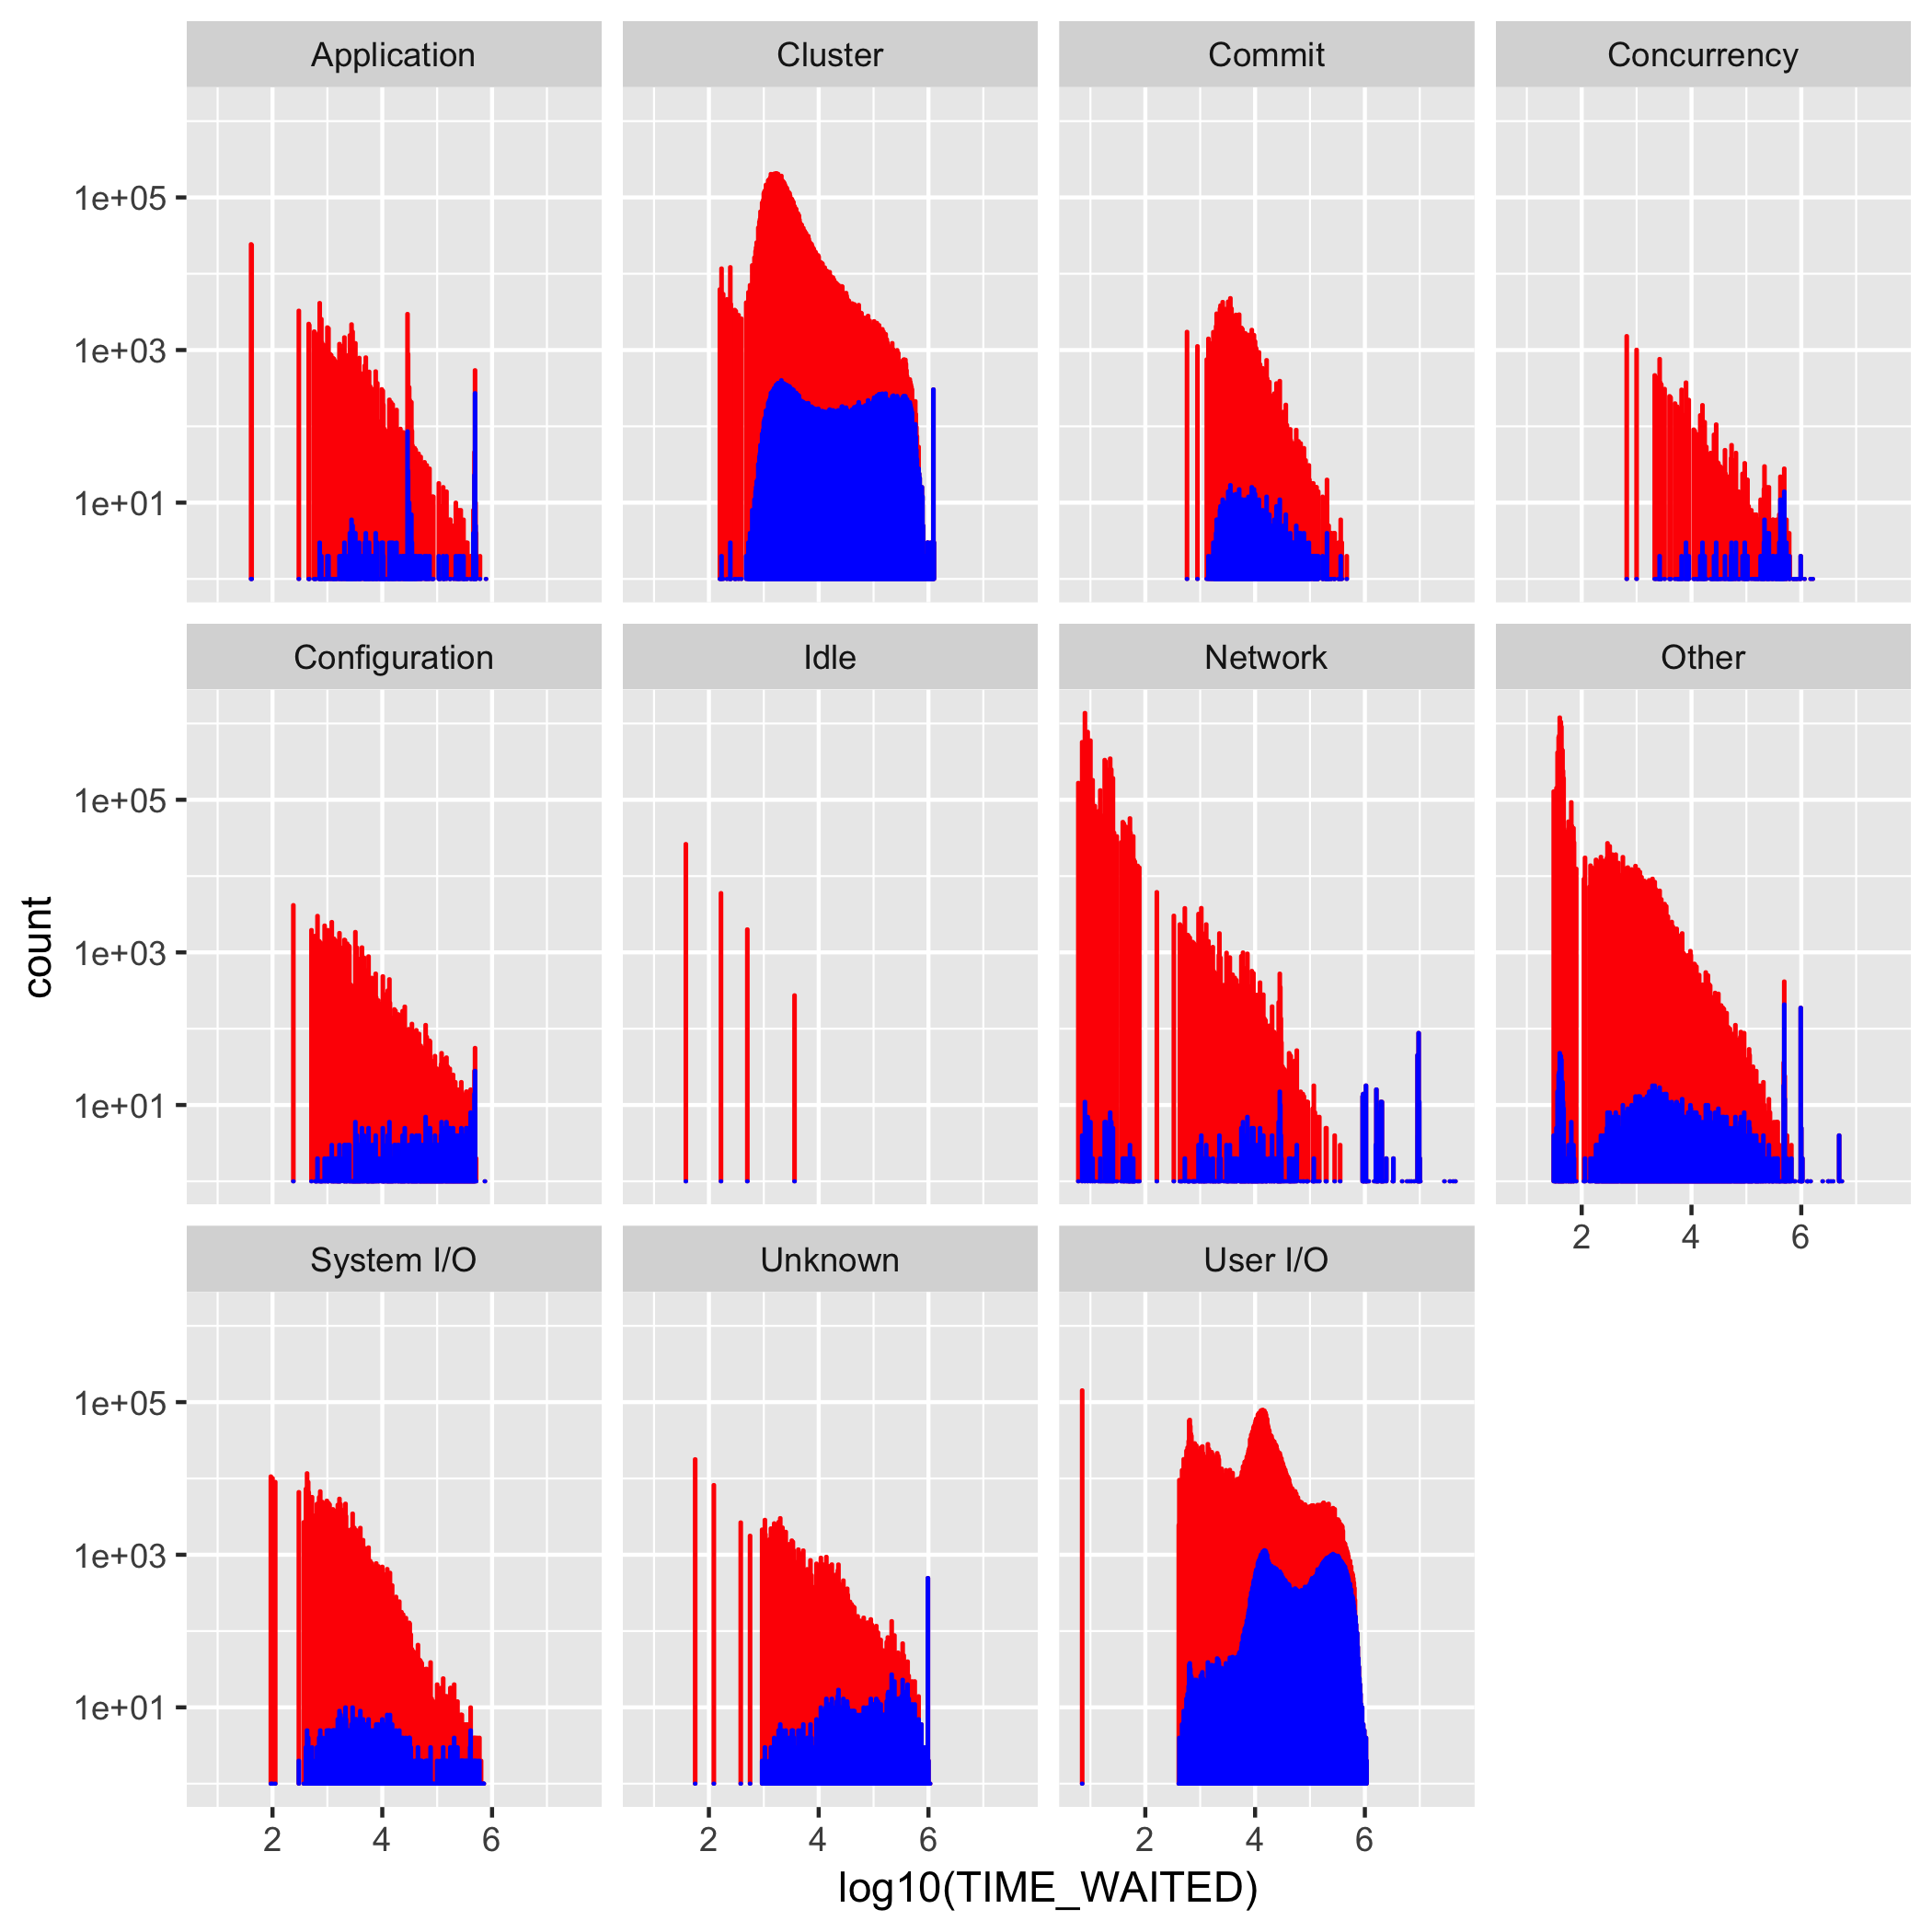 Application
Cluster
Commit
Concurrency
1e+05
1e+03
1e+01
Configuration
Idle
Network
Other
1e+05
1e+03
1e+01
2 4 6
System I/O
Unknown
User I/O
1e+05
1e+03
1e+01
2 4 6
2 4 6
2 4 6
count
log10(TIME_WAITED)